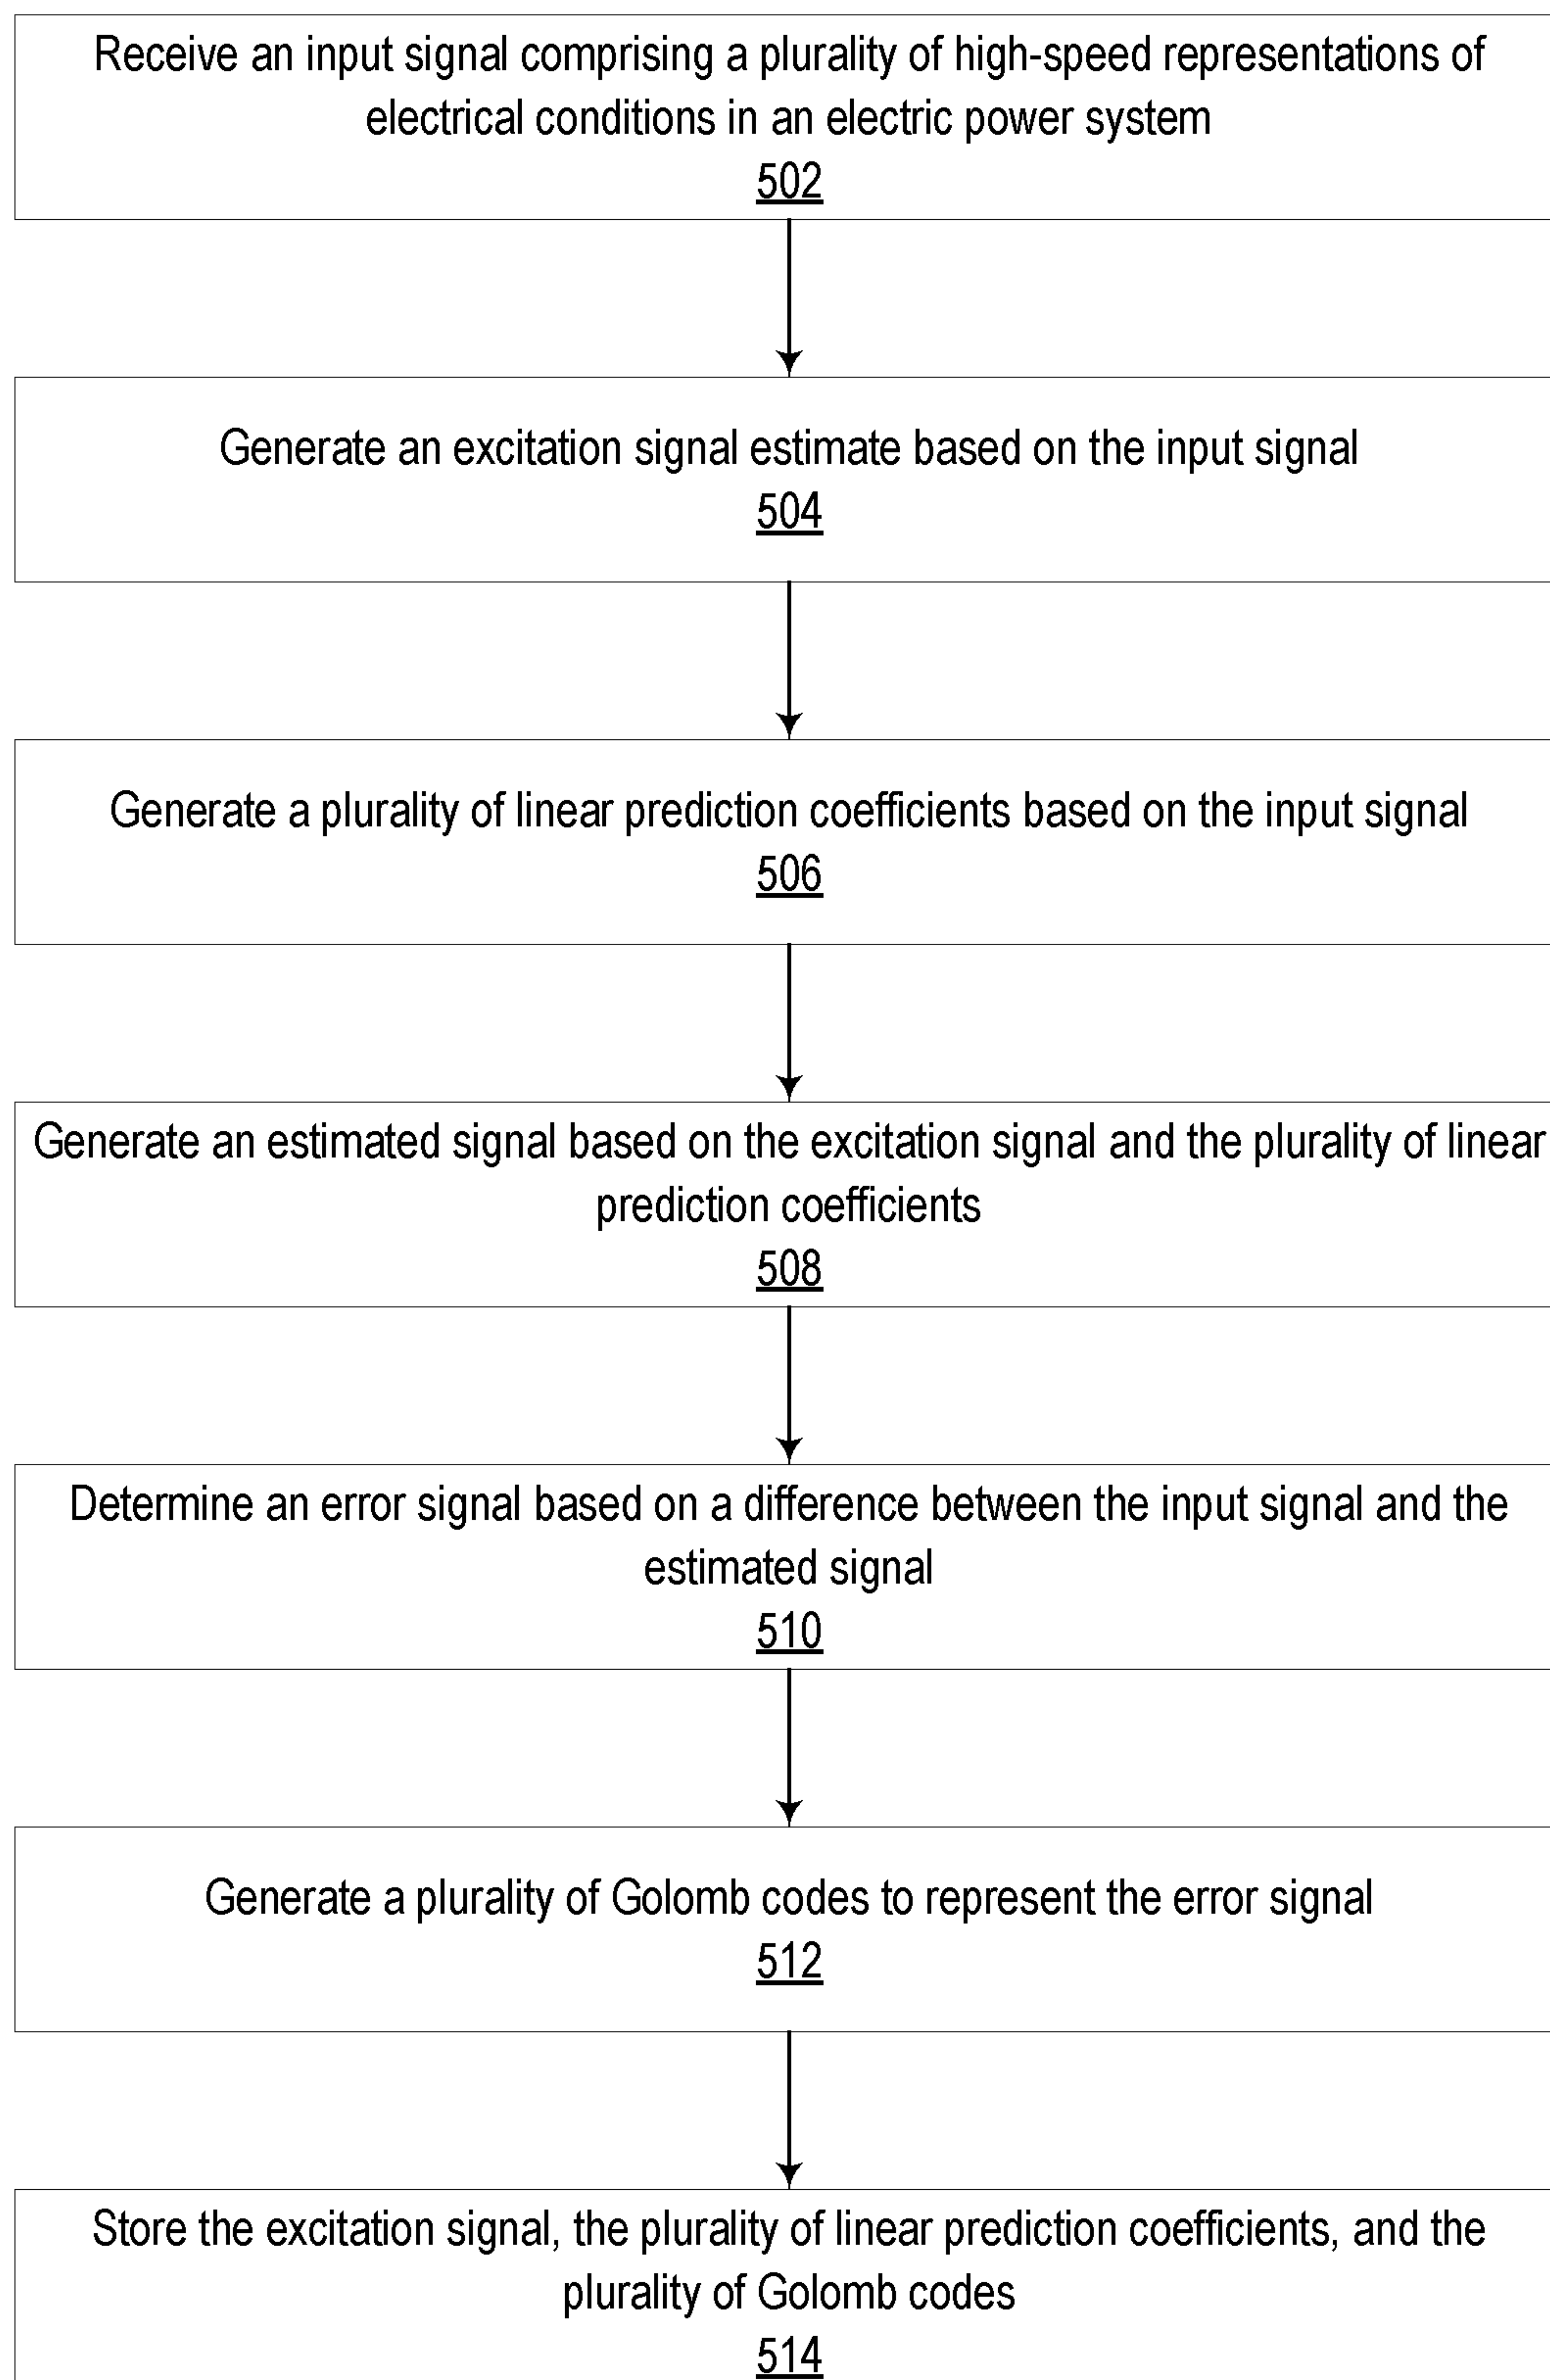 Receive an input signal comprising a plurality of high-speed representations of
electrical conditions in an electric power system
502
Generate an excitation signal estimate based on the input signal
504
Generate a plurality of linear prediction coefficients based on the input signal
506
Generate an estimated signal based on the excitation signal and the plurality of linear
prediction coefficients
508
Determine an error signal based on a difference between the input signal and the
estimated signal
510
Generate a plurality of Golomb codes to represent the error signal
512
Store the excitation signal, the plurality of linear prediction coefficients, and the
plurality of Golomb codes
514